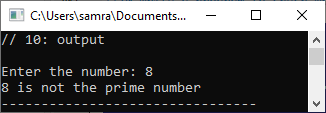 C:\Users\samra\Documents...
// 10: output
Enter the number: 8
8 is not the prime number
--------------------------------